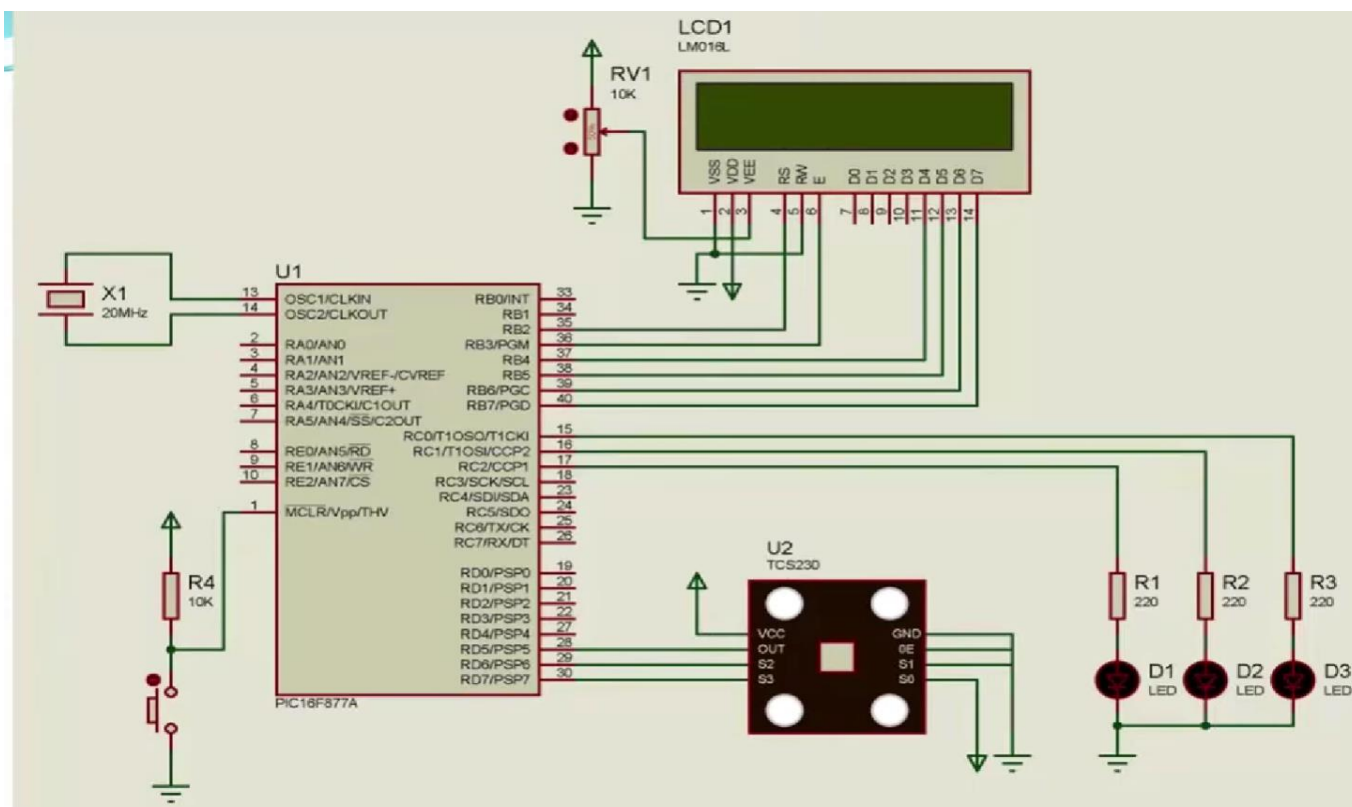 LCD1
LM016L
RV1
10K
VSS
VDD
VEE
RS
RW
E
D0
D1
D2
D3
D4
D5
D6
D7
1
2
3
4
5
6
7
8
9
10
11
12
13
14
X1
20MHz
U1
13 OSC1/CLKIN
14 OSC2/CLKOUT
2 RA0/AN0
3 RA1/AN1
4 RA2/AN2/VREF-/CVREF
5 RA3/AN3/VREF+
6 RA4/T0CKI/C1OUT
7 RA5/AN4/SS/C2OUT
8 RE0/AN5/RD
9 RE1/AN6/WR
10 RE2/AN7/CS
1 MCLR/Vpp/THV
RB0/INT 33
RB1 34
RB2 35
RB3/PGM 36
RB4 37
RB5 38
RB6/PGC 39
RB7/PGD 40
RC0/T1OSO/T1CKI 15
RC1/T1OSI/CCP2 16
RC2/CCP1 17
RC3/SCK/SCL 18
RC4/SDI/SDA 23
RC5/SDO 24
RC6/TX/CK 25
RC7/RX/DT 26
RD0/PSP0 19
RD1/PSP1 20
RD2/PSP2 21
RD3/PSP3 22
RD4/PSP4 27
RD5/PSP5 28
RD6/PSP6 29
RD7/PSP7 30
PIC16F877A
R4
10K
U2
TCS230
VCC GND
OUT OE
S2 S1
S3 S0
R1
220
R2
220
R3
220
D1
LED
D2
LED
D3
LED